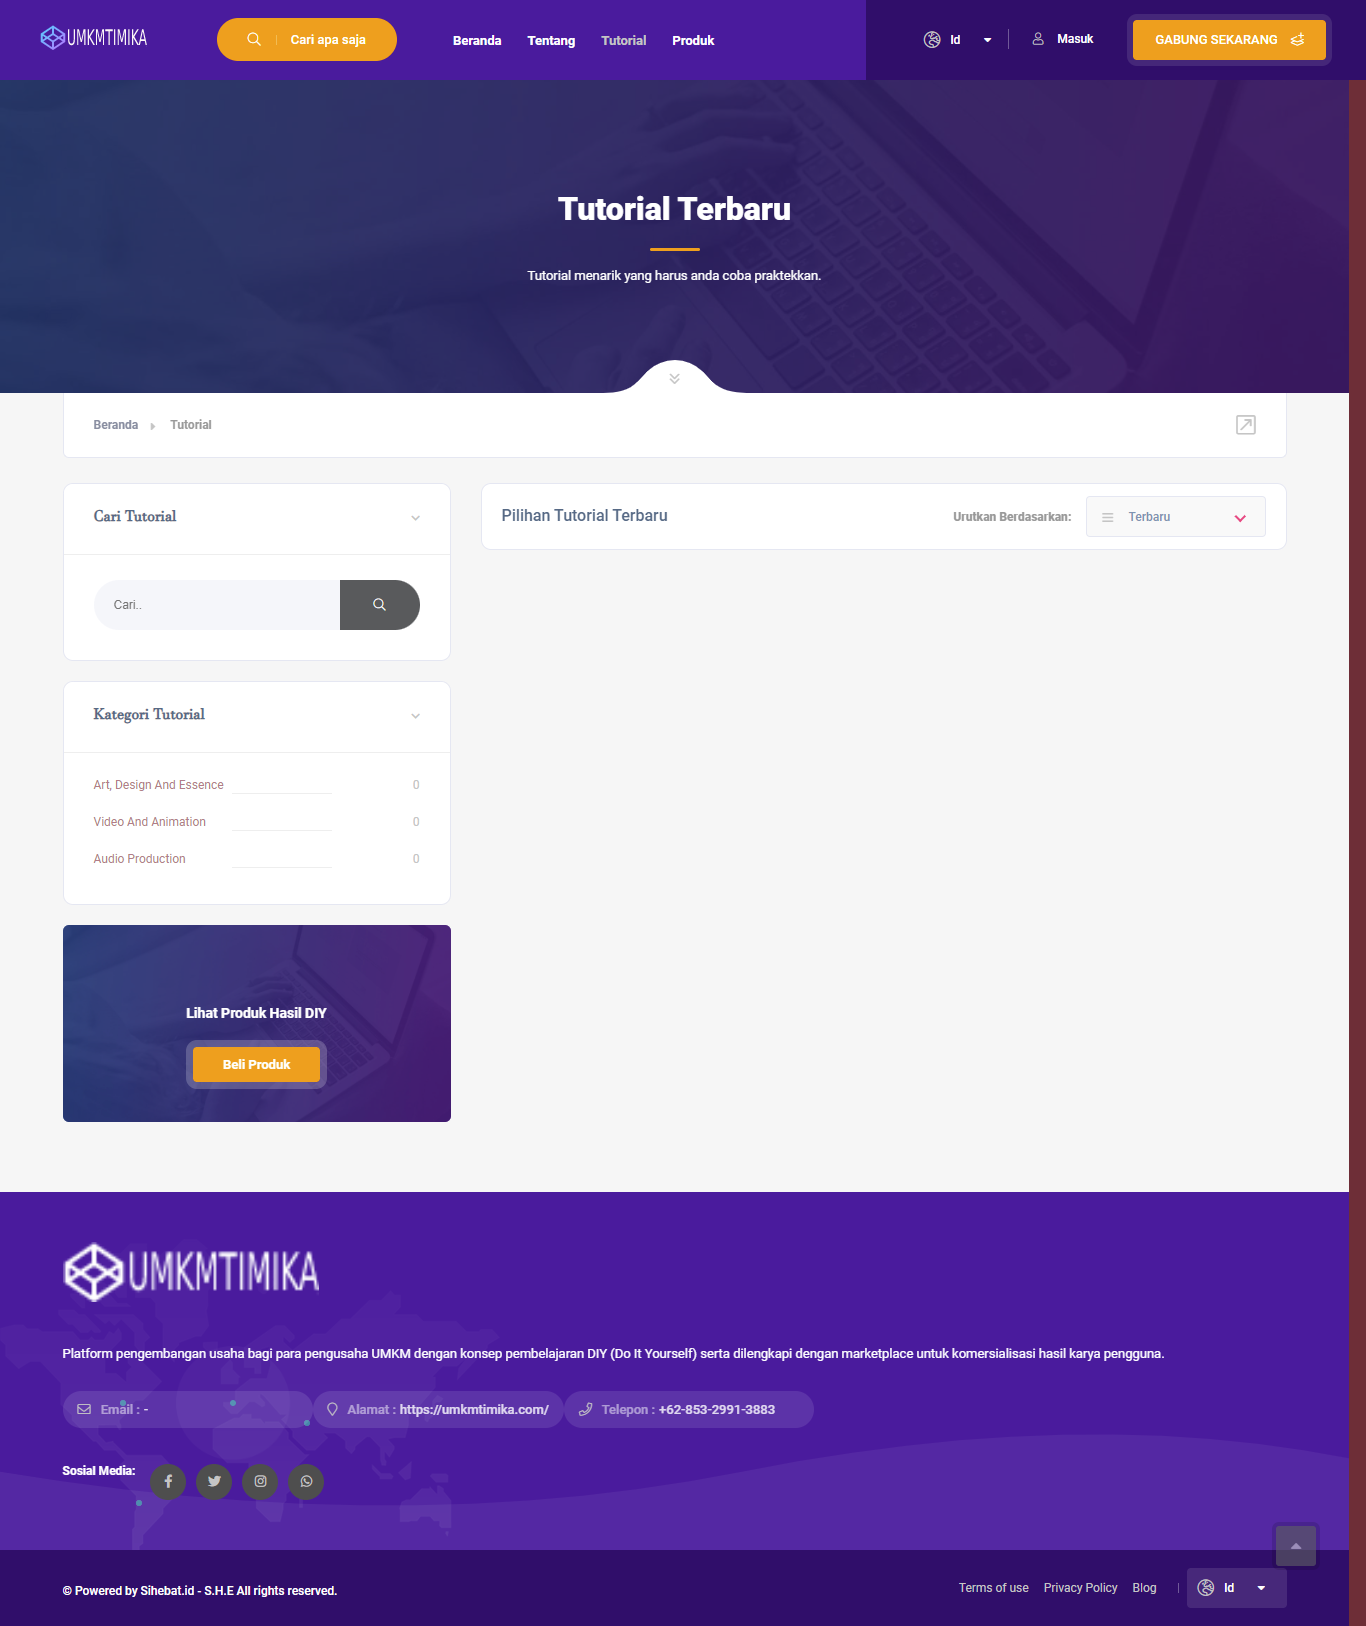 UMKMTIMIKA
Cari apa saja
Beranda
Tentang
Tutorial
Produk
Id
Masuk
GABUNG SEKARANG
Tutorial Terbaru
Tutorial menarik yang harus anda coba praktekkan.
Beranda
Tutorial
Cari Tutorial
Cari..
Kategori Tutorial
Art, Design And Essence 0
Video And Animation 0
Audio Production 0
Lihat Produk Hasil DIY
Beli Produk
Pilihan Tutorial Terbaru
Urutkan Berdasarkan:
Terbaru
UMKMTIMIKA
Platform pengembangan usaha bagi para pengusaha UMKM dengan konsep pembelajaran DIY (Do It Yourself) serta dilengkapi dengan marketplace untuk komersialisasi hasil karya pengguna.
Email : -
Alamat : https://umkmtimika.com/
Telepon : +62-853-2991-3883
Sosial Media:
© Powered by Sihebat.id - S.H.E All rights reserved.
Terms of use
Privacy Policy
Blog
Id